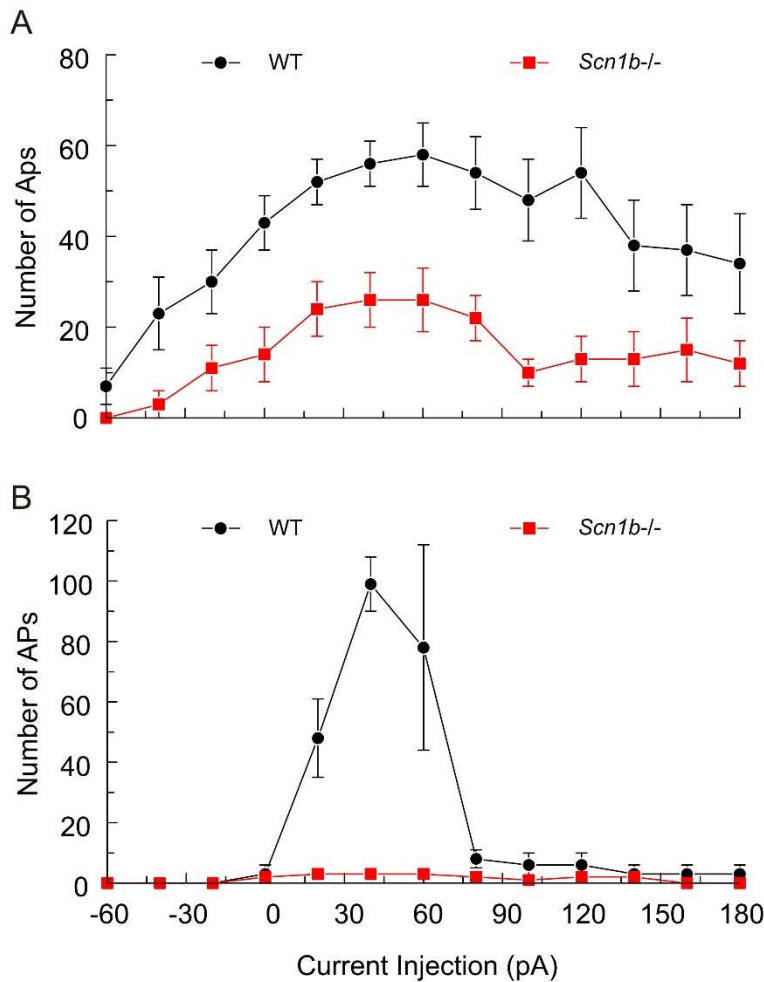 A
80
WT
Scn1b-/-
60
40
20
0
Number of Aps
B
120
WT
Scn1b-/-
100
80
60
40
20
0
Number of APs
-60 -30 0 30 60 90 120 150 180
Current Injection (pA)